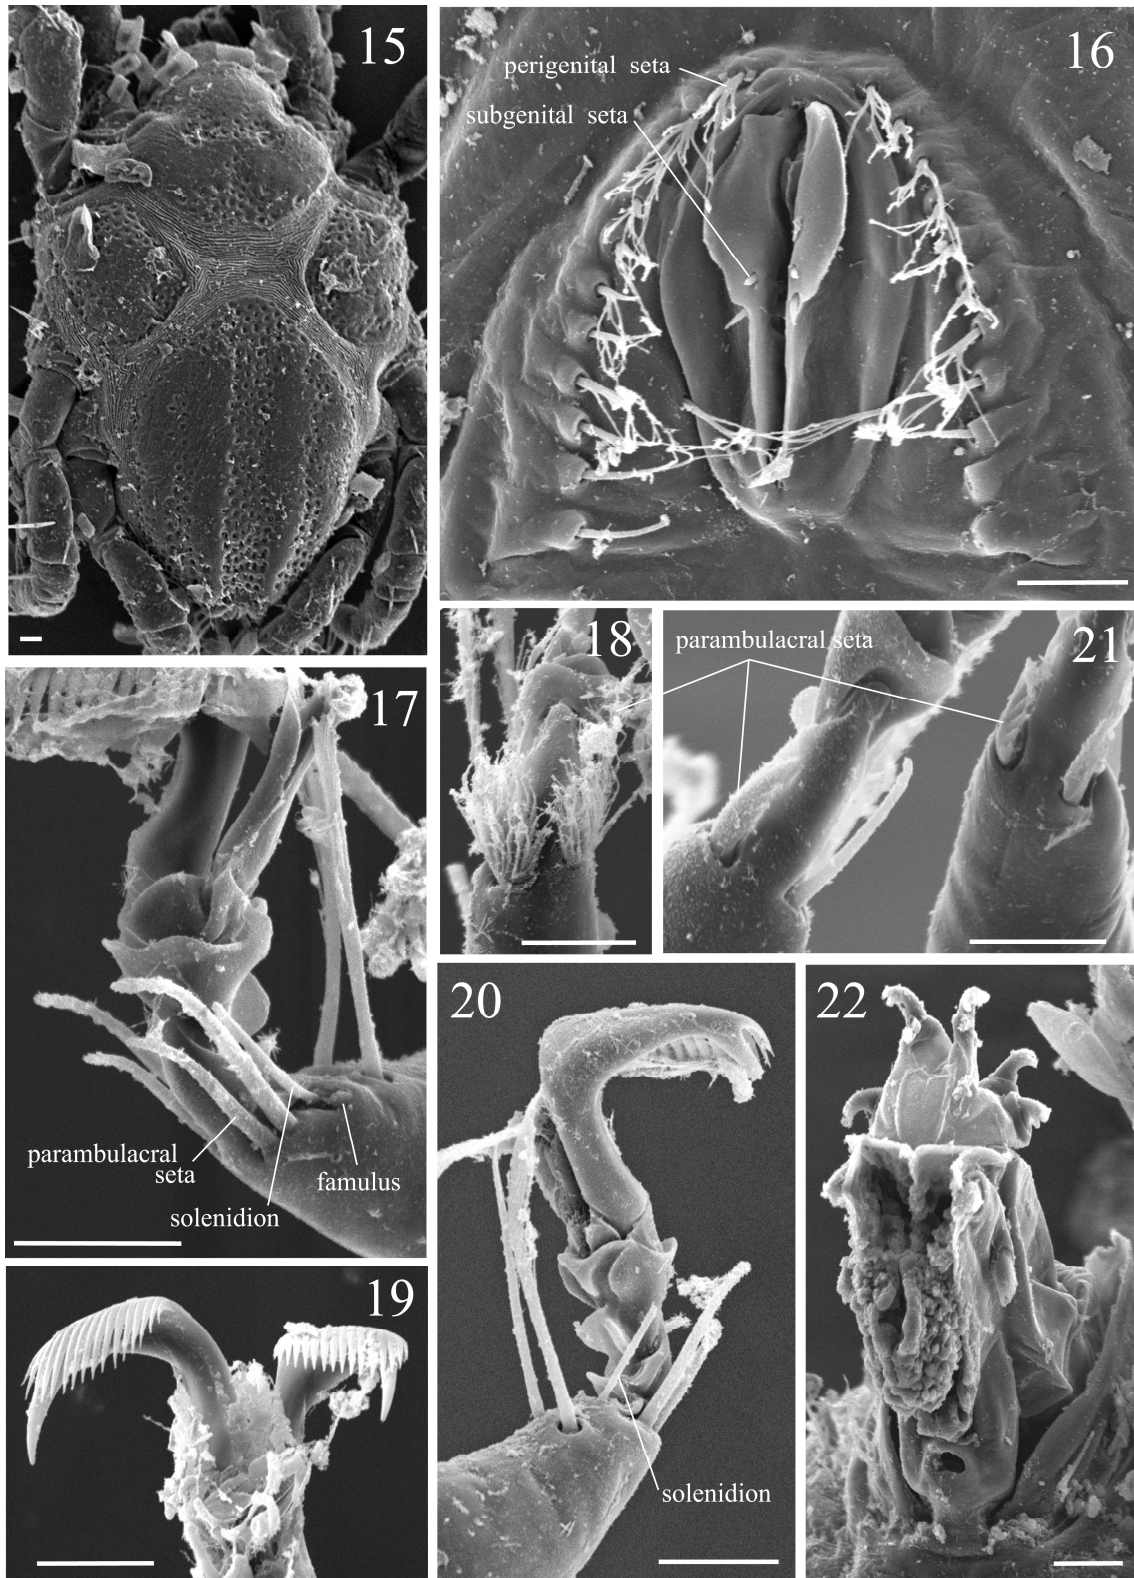 15
16
perigenital seta
subgenital seta
18
parambulacral seta
21
17
parambulacral
seta
solenidion
famulus
20
solenidion
22
19